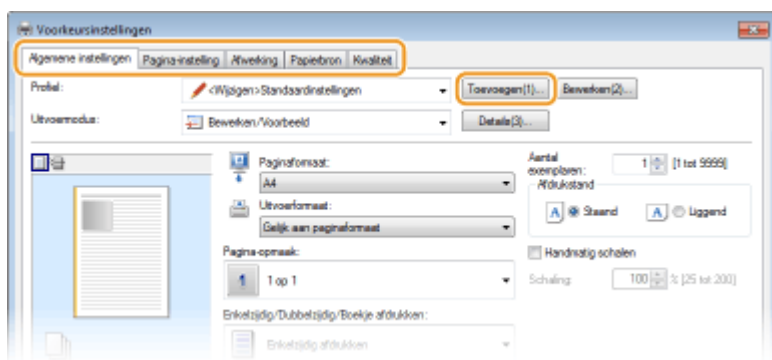 Voorkeursinstellingen
Algemene instellingen Pagina-instelling Afwerking Papierbron Kwaliteit
Profiel: <Wijzigen>Standaardinstellingen Toevoegen(1)... Bewerken(2)...
Uitvoermodus: Bewerken/Voorbeeld Details(3)...
Paginaformaat:
A4
Uitvoerformaat:
Gelijk aan paginaformaat
Pagina-opmaak:
1 1 op 1
Enkelzijdig/Dubbelzijdig/Boekje afdrukken:
Enkelzijdig afdrukken
Aantal
exemplaren: 1 [1 tot 9999]
Afdrukstand
A Staand A Liggend
Handmatig schalen
Schaling: 100 % [25 tot 200]